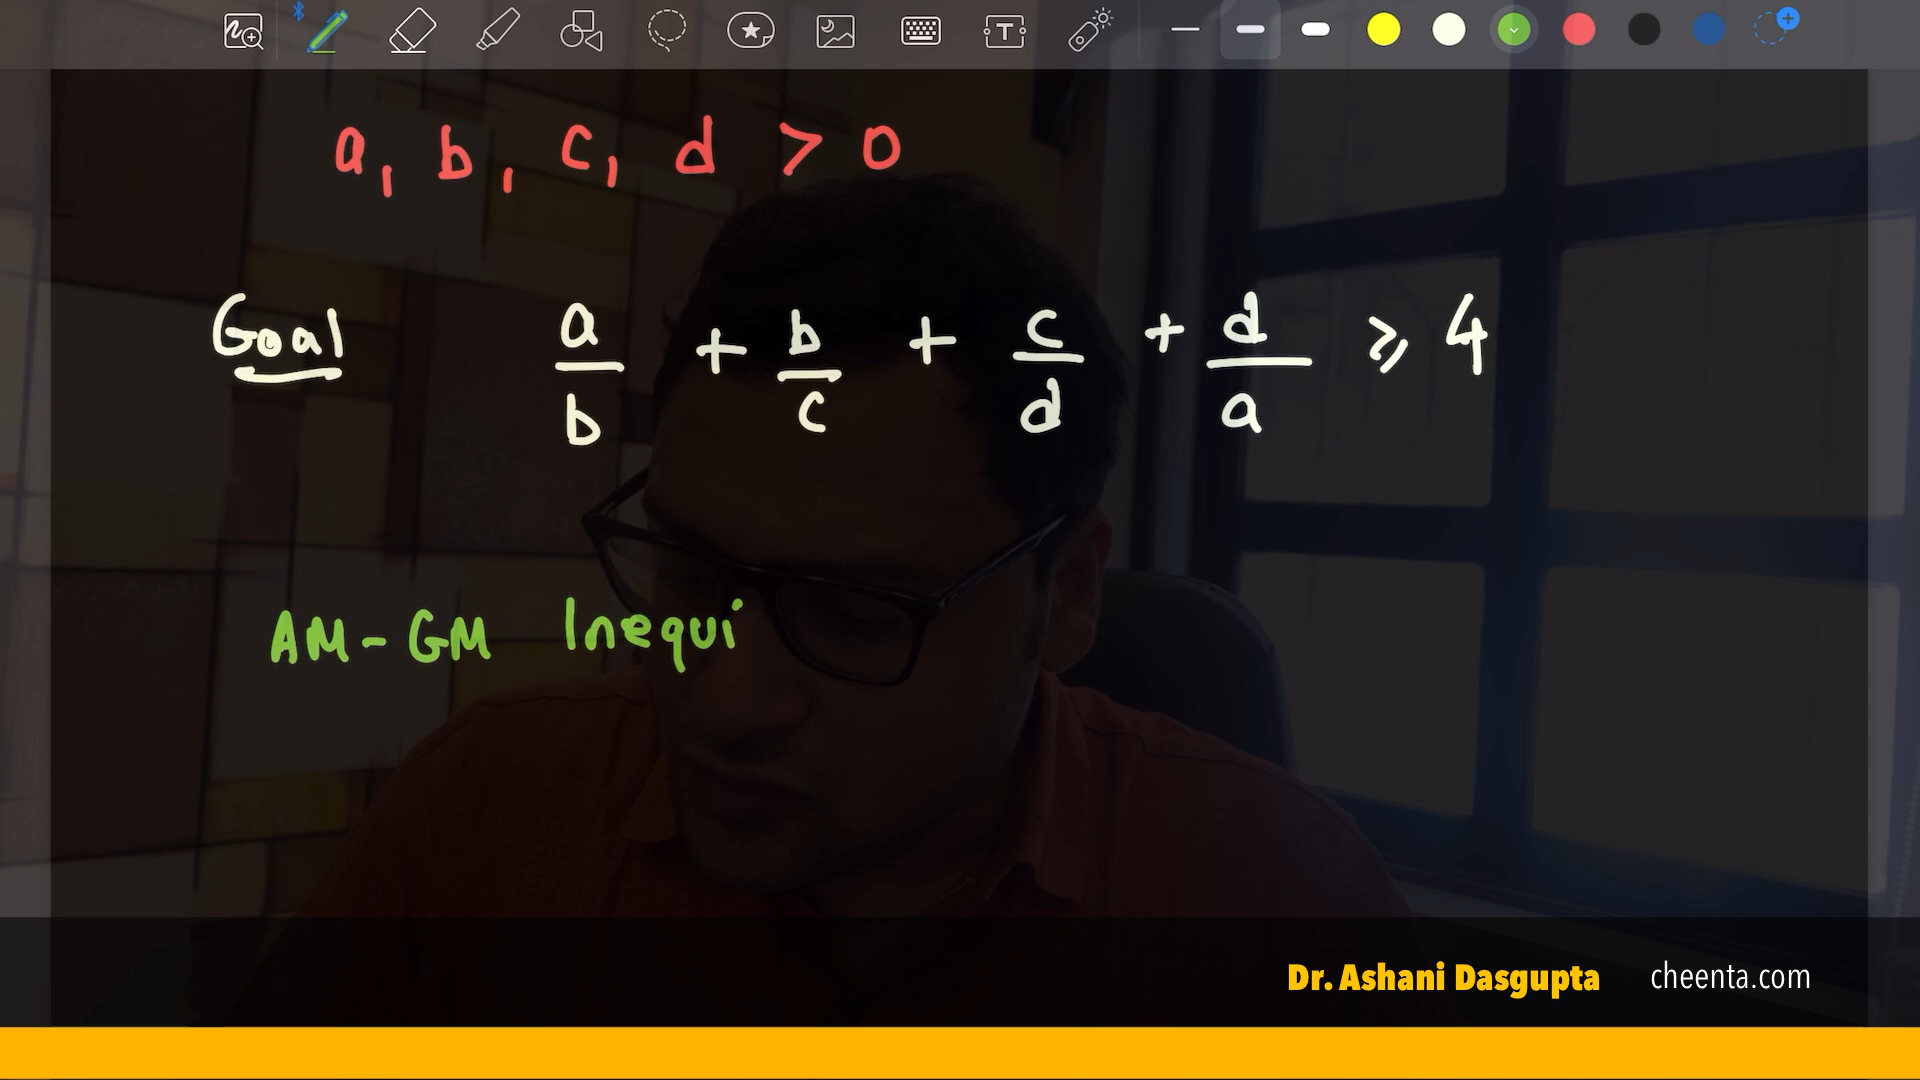 a, b, c, d > 0
Goal a/b + b/c + c/d + d/a ≥ 4
AM-GM Inequi
Dr. Ashani Dasgupta cheenta.com